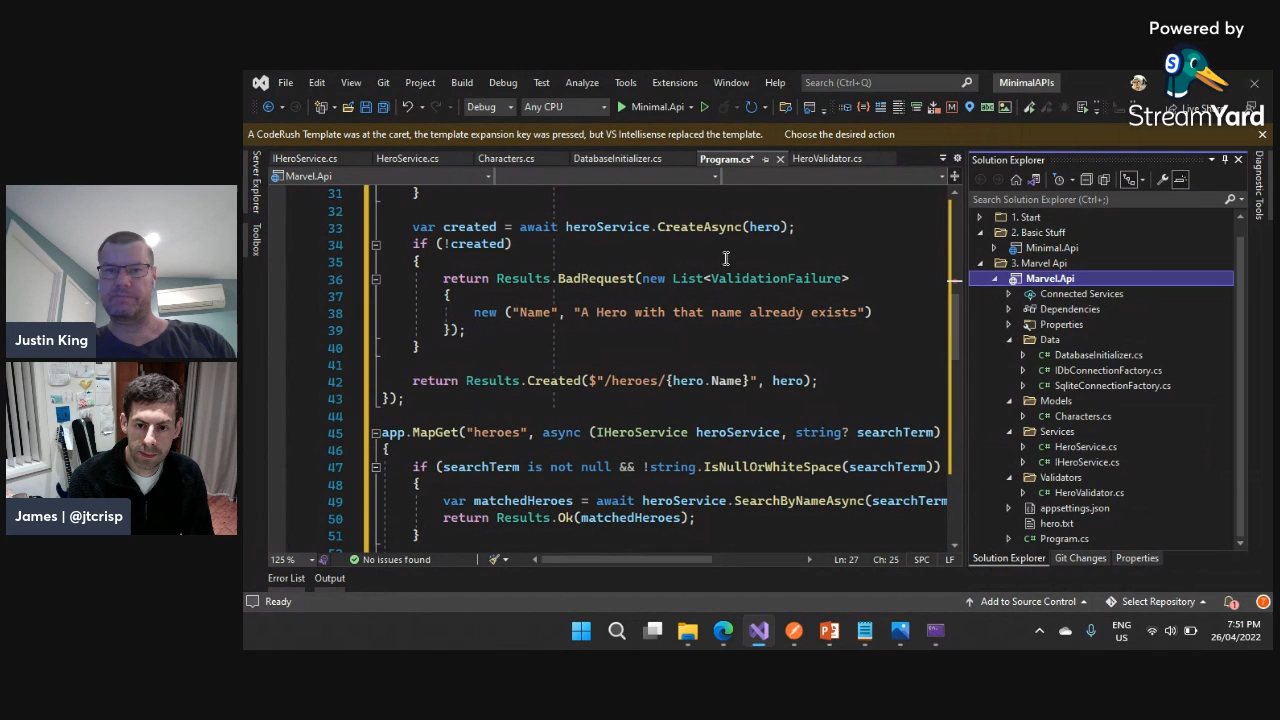 Powered by
S
StreamYard
File Edit View Git Project Build Debug Test Analyze Tools Extensions Window Help Search (Ctrl+Q) MinimalAPIs
Debug Any CPU Minimal.Api Live Share
A CodeRush Template was at the caret, the template expansion key was pressed, but VS Intellisense replaced the template. Choose the desired action
Server Explorer
Toolbox
IHeroService.cs HeroService.cs Characters.cs DatabaseInitializer.cs Program.cs* HeroValidator.cs
Marvel.Api
31 }
32
33 var created = await heroService.CreateAsync(hero);
34 if (!created)
35 {
36 return Results.BadRequest(new List<ValidationFailure>
37 {
38 new ("Name", "A Hero with that name already exists")
39 });
40 }
41
42 return Results.Created($"/heroes/{hero.Name}", hero);
43 });
44
45 app.MapGet("heroes", async (IHeroService heroService, string? searchTerm)
46 {
47 if (searchTerm is not null && !string.IsNullOrWhiteSpace(searchTerm))
48 {
49 var matchedHeroes = await heroService.SearchByNameAsync(searchTerm
50 return Results.Ok(matchedHeroes);
51 }
125 % No issues found Ln: 27 Ch: 25 SPC LF
Error List Output
Ready Add to Source Control Select Repository
Solution Explorer
Search Solution Explorer (Ctrl+;)
1. Start
2. Basic Stuff
Minimal.Api
3. Marvel Api
Marvel.Api
Connected Services
Dependencies
Properties
Data
C# DatabaseInitializer.cs
C# IDbConnectionFactory.cs
C# SqliteConnectionFactory.cs
Models
C# Characters.cs
Services
C# HeroService.cs
C# IHeroService.cs
Validators
C# HeroValidator.cs
appsettings.json
hero.txt
C# Program.cs
Solution Explorer Git Changes Properties
Diagnostic Tools
Justin King
James | @jtcrisp
ENG
US
7:51 PM
26/04/2022